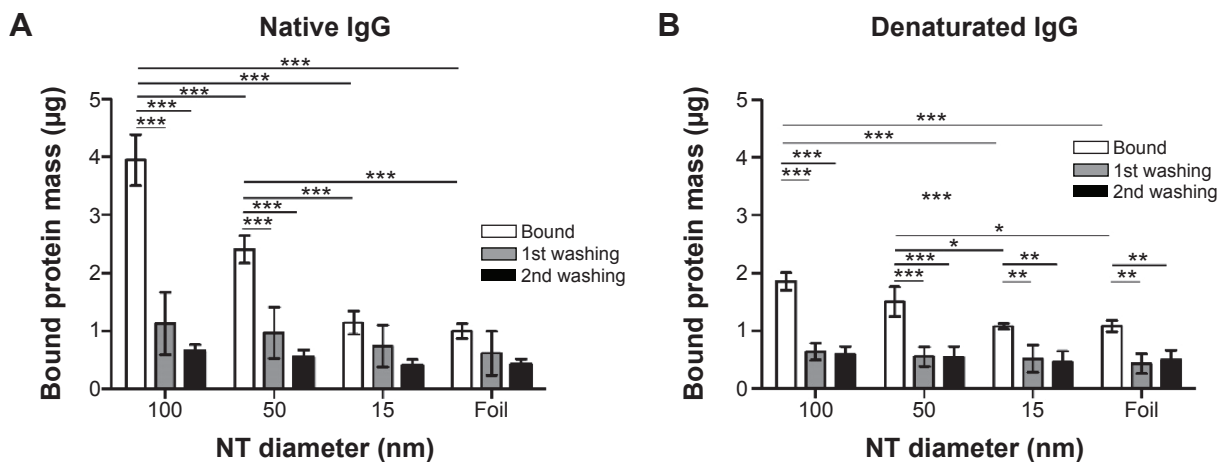 A
Native IgG
***
***
***
***
***
***
***
***
***
5
4
3
2
1
0
Bound protein mass (µg)
Bound
1st washing
2nd washing
100 50 15 Foil
NT diameter (nm)
B
Denaturated IgG
***
***
***
***
***
*
*
***
***
**
**
**
**
5
4
3
2
1
0
Bound protein mass (µg)
Bound
1st washing
2nd washing
100 50 15 Foil
NT diameter (nm)